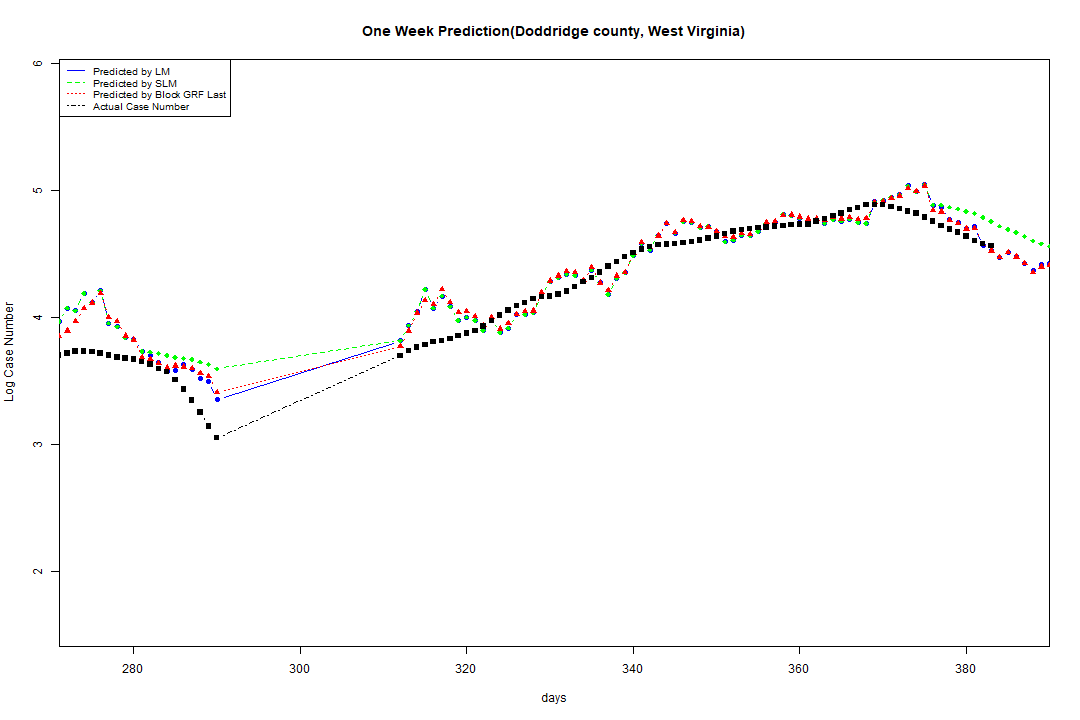 One Week Prediction(Doddridge county, West Virginia)
Predicted by LM
Predicted by SLM
Predicted by Block GRF Last
Actual Case Number
Log Case Number
6
5
4
3
2
280 300 320 340 360 380
days